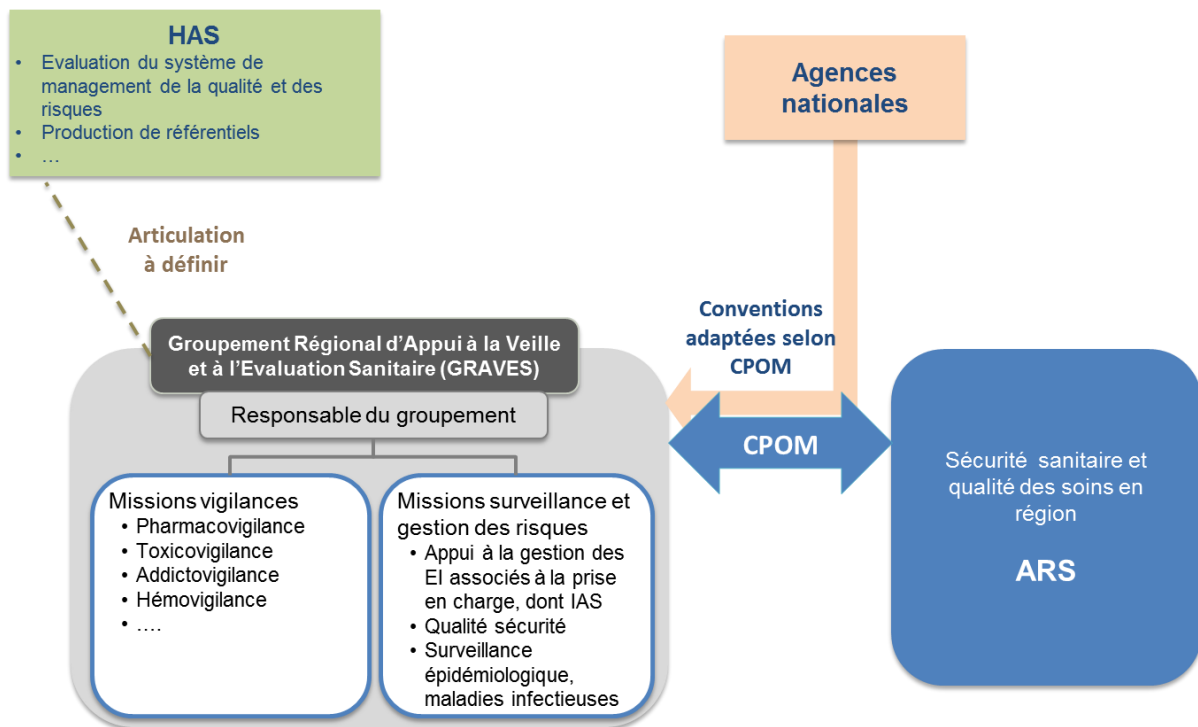 HAS
• Evaluation du système de
management de la qualité et des
risques
• Production de référentiels
• …
Agences
nationales
Articulation
à définir
Conventions
adaptées selon
CPOM
Groupement Régional d’Appui à la Veille
et à l’Evaluation Sanitaire (GRAVES)
Responsable du groupement
CPOM
Missions vigilances
• Pharmacovigilance
• Toxicovigilance
• Addictovigilance
• Hémovigilance
• ….
Missions surveillance et
gestion des risques
• Appui à la gestion des
EI associés à la prise
en charge, dont IAS
• Qualité sécurité
• Surveillance
épidémiologique,
maladies infectieuses
Sécurité sanitaire et
qualité des soins en
région
ARS